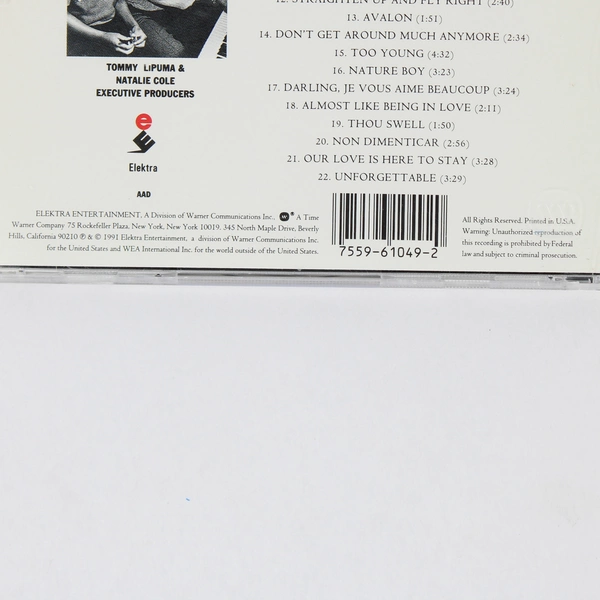 12. STRAIGHTEN UP AND FLY RIGHT (2:40)
13. AVALON (1:51)
14. DON'T GET AROUND MUCH ANYMORE (2:34)
15. TOO YOUNG (4:32)
16. NATURE BOY (3:23)
17. DARLING, JE VOUS AIME BEAUCOUP (3:24)
18. ALMOST LIKE BEING IN LOVE (2:11)
19. THOU SWELL (1:50)
20. NON DIMENTICAR (2:56)
21. OUR LOVE IS HERE TO STAY (3:28)
22. UNFORGETTABLE (3:29)
TOMMY LiPUMA &
NATALIE COLE
EXECUTIVE PRODUCERS
e
Elektra
AAD
ELEKTRA ENTERTAINMENT, A Division of Warner Communications Inc., ® A Time
Warner Company 75 Rockefeller Plaza, New York, New York 10019. 345 North Maple Drive, Beverly
Hills, California 90210 ℗ & © 1991 Elektra Entertainment, a division of Warner Communications Inc.
for the United States and WEA International Inc. for the world outside of the United States.
7559-61049-2
All Rights Reserved. Printed in U.S.A.
Warning: Unauthorized reproduction of
this recording is prohibited by Federal
law and subject to criminal prosecution.